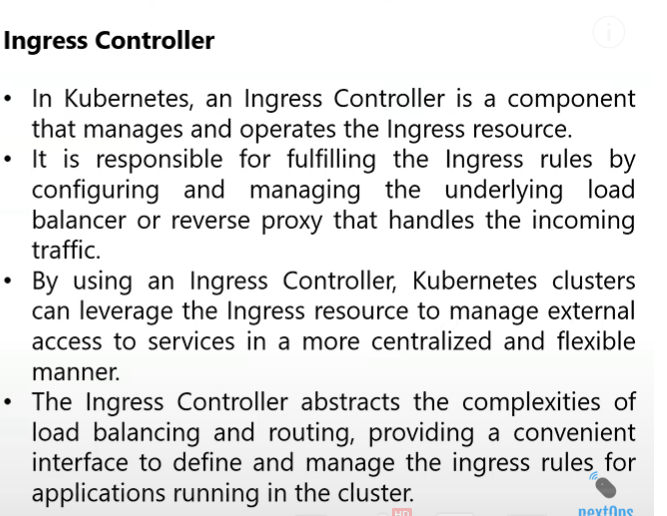 Ingress Controller
• In Kubernetes, an Ingress Controller is a component
that manages and operates the Ingress resource.
• It is responsible for fulfilling the Ingress rules by
configuring and managing the underlying load
balancer or reverse proxy that handles the incoming
traffic.
• By using an Ingress Controller, Kubernetes clusters
can leverage the Ingress resource to manage external
access to services in a more centralized and flexible
manner.
• The Ingress Controller abstracts the complexities of
load balancing and routing, providing a convenient
interface to define and manage the ingress rules for
applications running in the cluster.
HD
nextOps